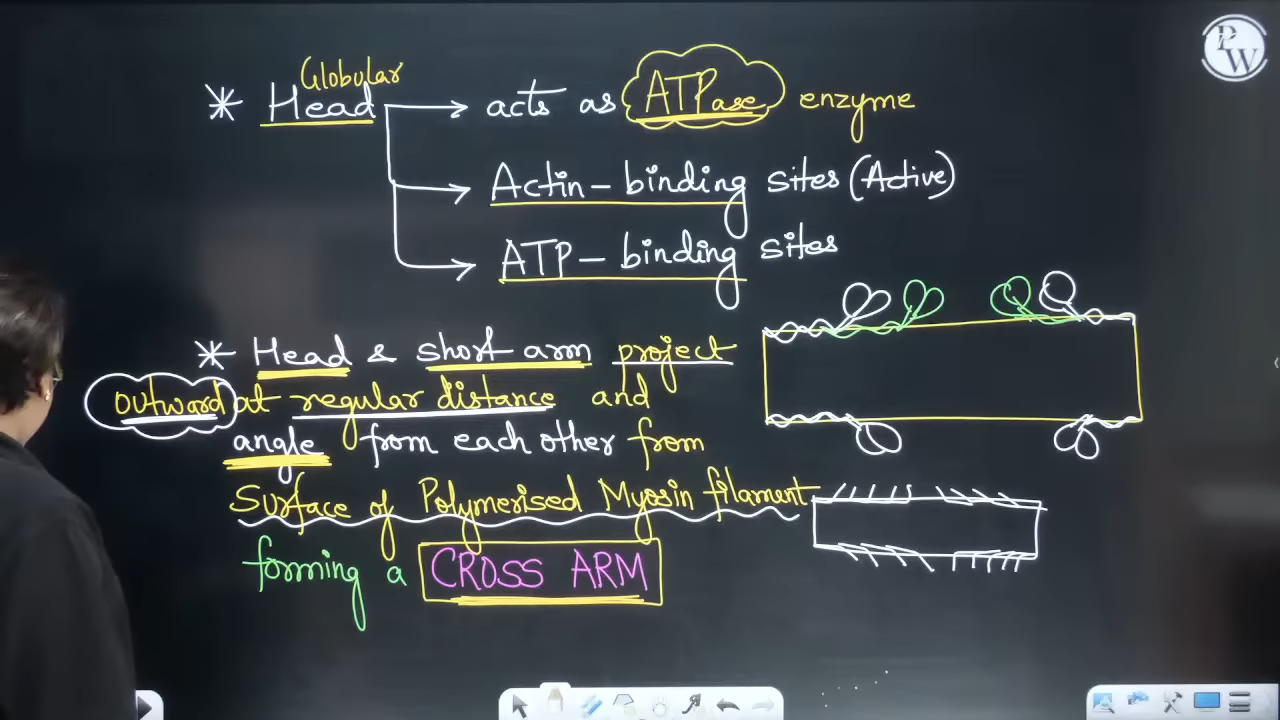 PW
Globular
* Head → acts as ATPase enzyme
→ Actin - binding sites (Active)
→ ATP - binding sites
* Head & short arm project
outward at regular distance and
angle from each other from
Surface of Polymerised Myosin filament
forming a CROSS ARM